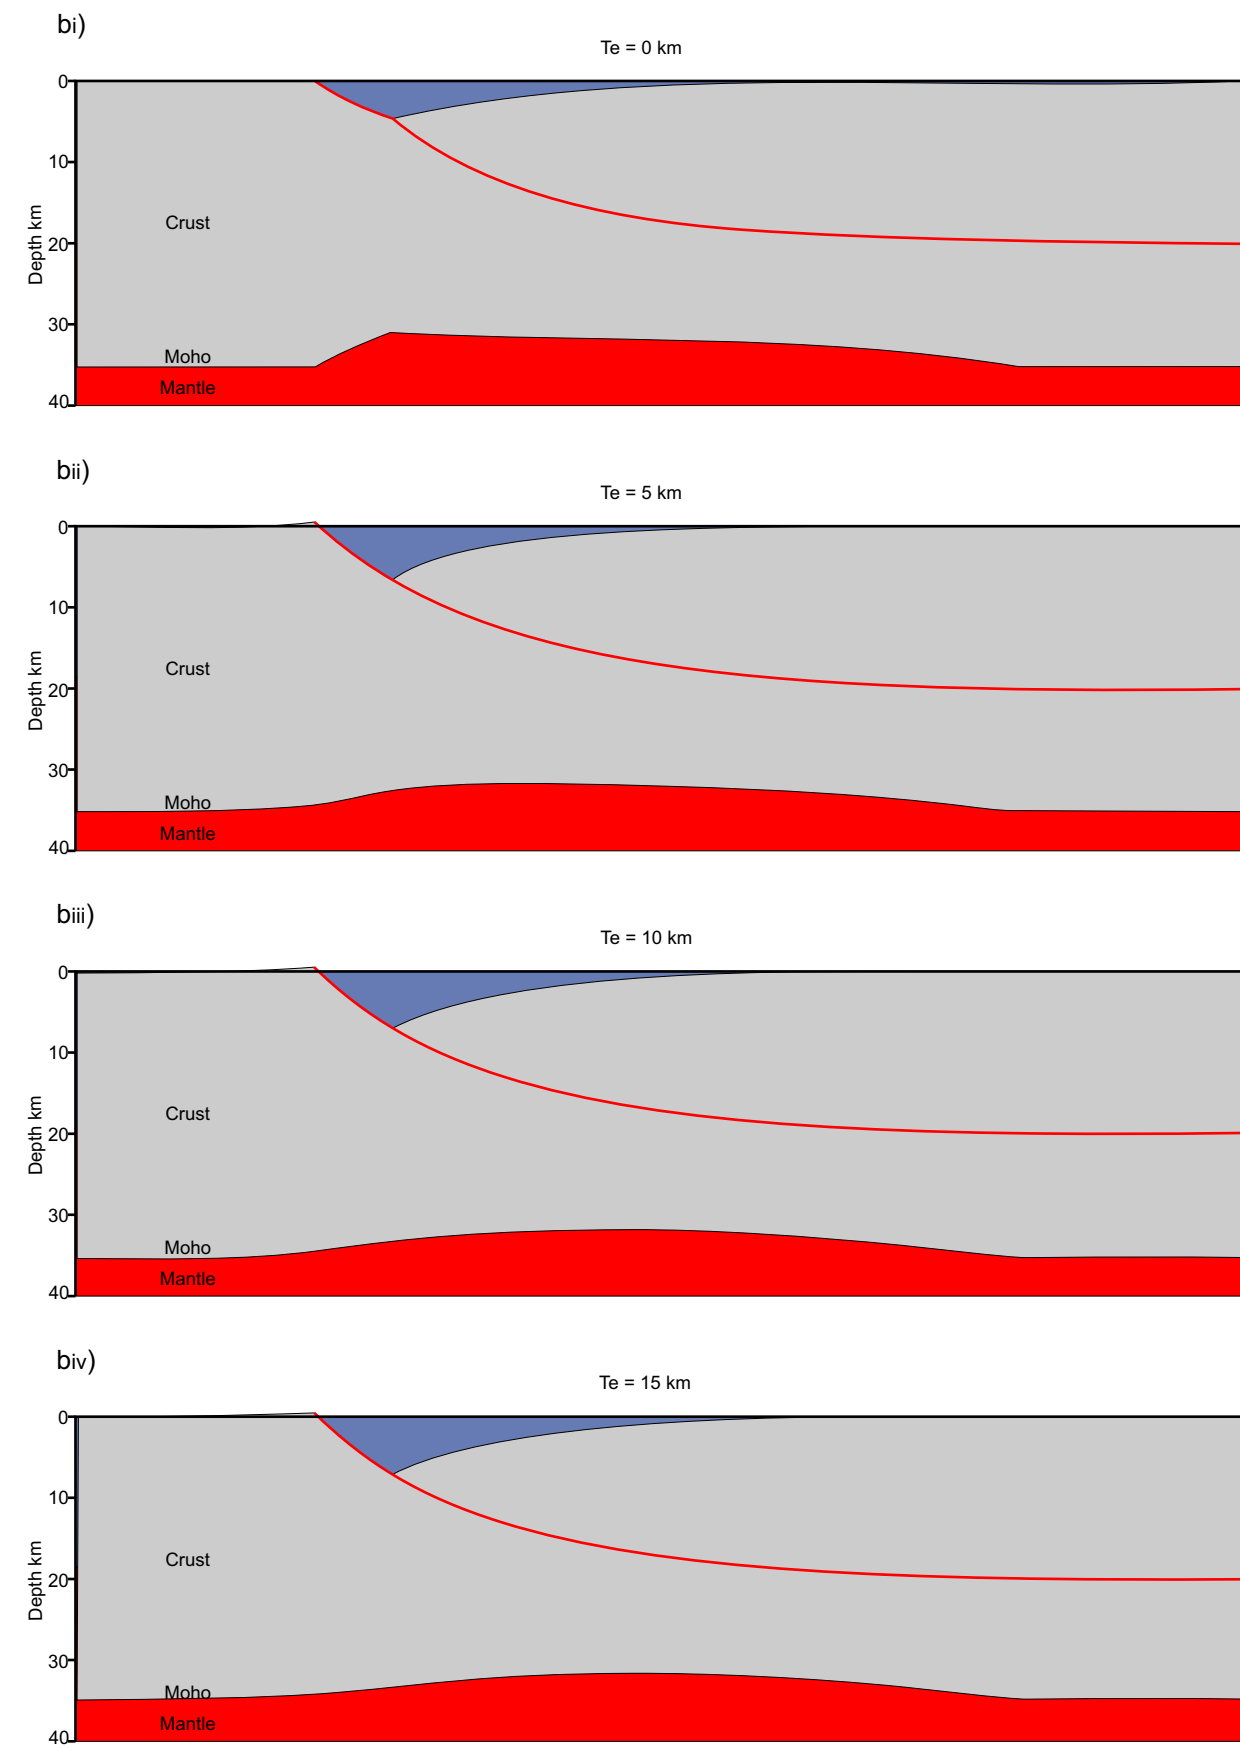 bi)
Te = 0 km
0
10
20
30
40
Depth km
Crust
Moho
Mantle
bii)
Te = 5 km
0
10
20
30
40
Depth km
Crust
Moho
Mantle
biii)
Te = 10 km
0
10
20
30
40
Depth km
Crust
Moho
Mantle
biv)
Te = 15 km
0
10
20
30
40
Depth km
Crust
Moho
Mantle